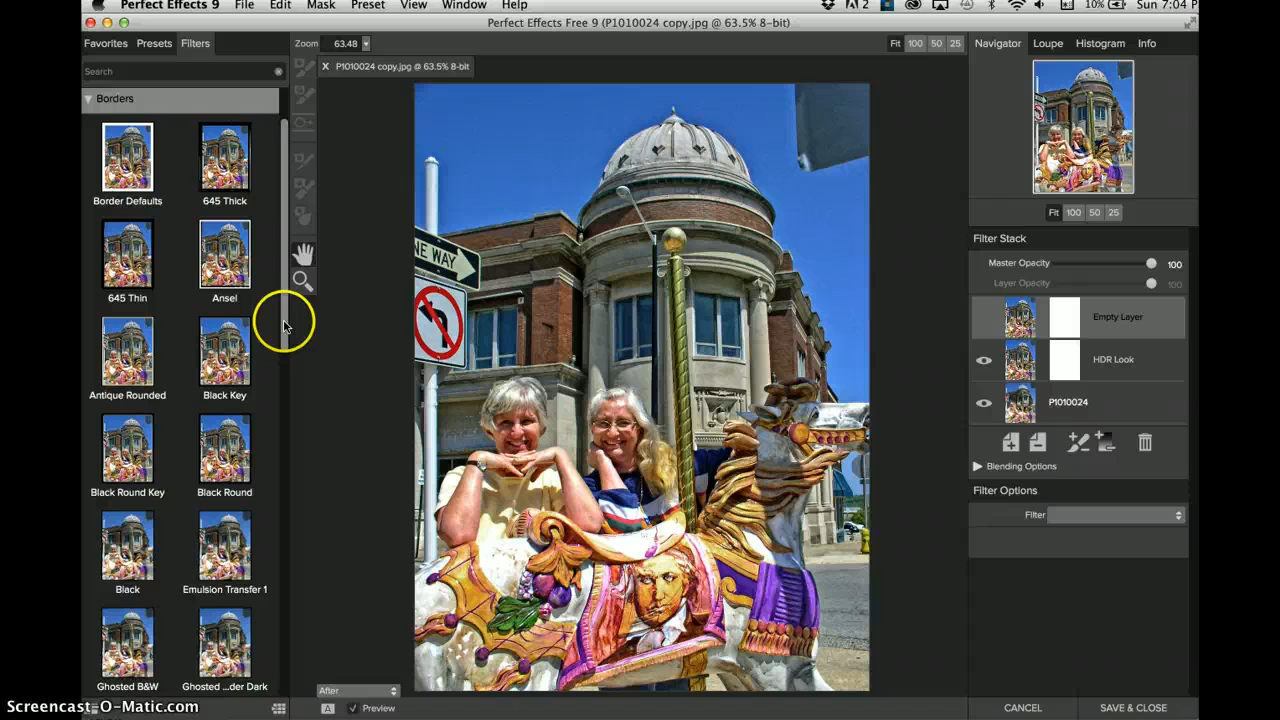 Perfect Effects 9 File Edit Mask Preset View Window Help 2 10% Sun 7:04 P
Perfect Effects Free 9 (P1010024 copy.jpg @ 63.5% 8-bit)
Favorites Presets Filters Zoom 63.48 Fit 100 50 25 Navigator Loupe Histogram Info
Search
X P1010024 copy.jpg @ 63.5% 8-bit
Borders
Border Defaults 645 Thick
645 Thin Ansel
Antique Rounded Black Key
Black Round Key Black Round
Black Emulsion Transfer 1
Ghosted B&W Ghosted ...der Dark
NE WAY
Fit 100 50 25
Filter Stack
Master Opacity 100
Layer Opacity 100
Empty Layer
HDR Look
P1010024
Blending Options
Filter Options
Filter
After
A Preview
CANCEL SAVE & CLOSE
Screencast-O-Matic.com